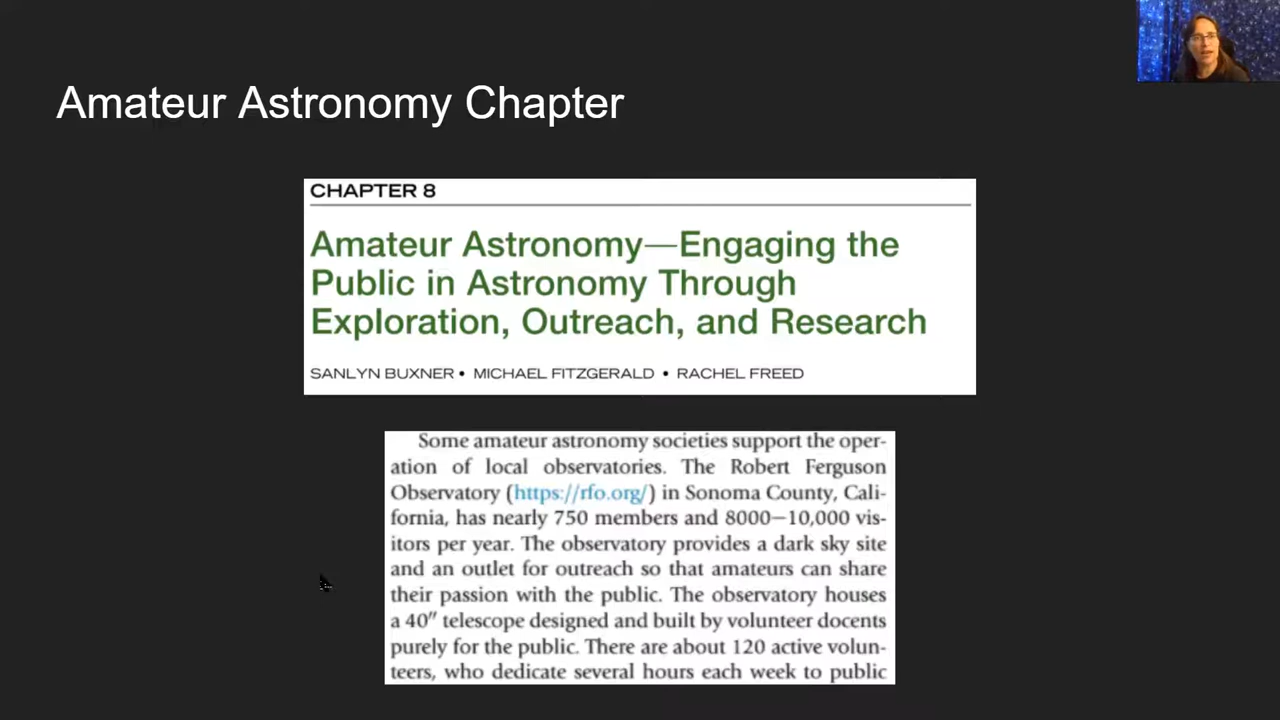 Amateur Astronomy Chapter
CHAPTER 8
Amateur Astronomy—Engaging the
Public in Astronomy Through
Exploration, Outreach, and Research
SANLYN BUXNER • MICHAEL FITZGERALD • RACHEL FREED
Some amateur astronomy societies support the oper-
ation of local observatories. The Robert Ferguson
Observatory (https://rfo.org/) in Sonoma County, Cali-
fornia, has nearly 750 members and 8000–10,000 vis-
itors per year. The observatory provides a dark sky site
and an outlet for outreach so that amateurs can share
their passion with the public. The observatory houses
a 40″ telescope designed and built by volunteer docents
purely for the public. There are about 120 active volun-
teers, who dedicate several hours each week to public